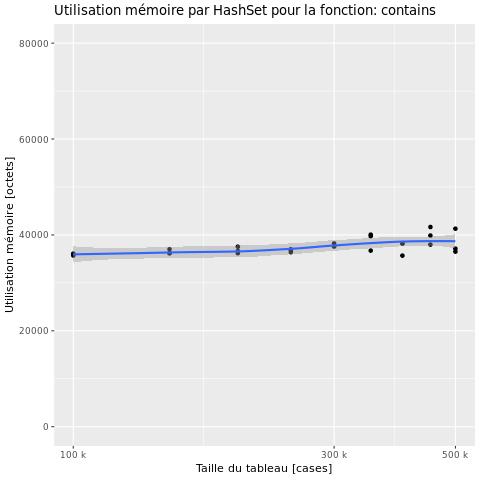 Utilisation mémoire par HashSet pour la fonction: contains
Utilisation mémoire [octets]
80000
60000
40000
20000
0
100 k
300 k
500 k
Taille du tableau [cases]